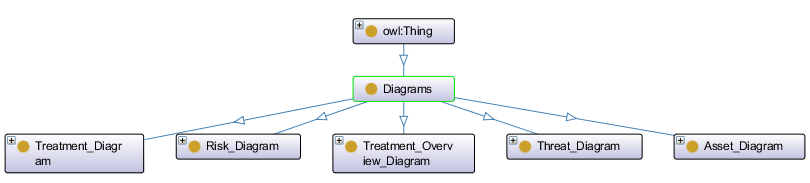 owl:Thing
Diagrams
Treatment_Diagr
am
Risk_Diagram
Treatment_Overv
iew_Diagram
Threat_Diagram
Asset_Diagram